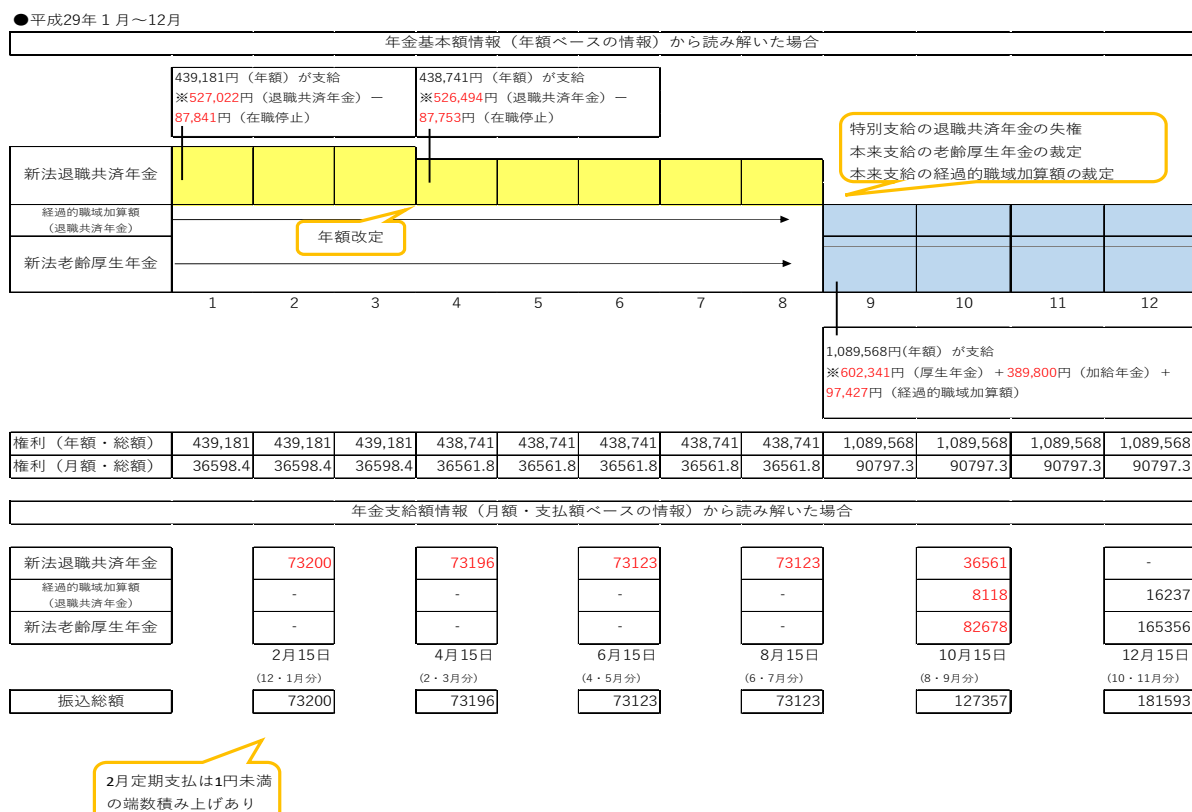 ●平成29年１月～12月
年金基本額情報（年額ベースの情報）から読み解いた場合
439,181円（年額）が支給
※527,022円（退職共済年金）－
87,841円（在職停止）
438,741円（年額）が支給
※526,494円（退職共済年金）－
87,753円（在職停止）
特別支給の退職共済年金の失権
本来支給の老齢厚生年金の裁定
本来支給の経過的職域加算額の裁定
新法退職共済年金
経過的職域加算額
（退職共済年金）
年額改定
新法老齢厚生年金
1 2 3 4 5 6 7 8 9 10 11 12
1,089,568円(年額）が支給
※602,341円（厚生年金）＋389,800円（加給年金）＋
97,427円（経過的職域加算額）
権利（年額・総額） 439,181 439,181 439,181 438,741 438,741 438,741 438,741 438,741 1,089,568 1,089,568 1,089,568 1,089,568
権利（月額・総額） 36598.4 36598.4 36598.4 36561.8 36561.8 36561.8 36561.8 36561.8 90797.3 90797.3 90797.3 90797.3
年金支給額情報（月額・支払額ベースの情報）から読み解いた場合
新法退職共済年金 73200 73196 73123 73123 36561 -
経過的職域加算額
（退職共済年金） - - - - 8118 16237
新法老齢厚生年金 - - - - 82678 165356
2月15日 4月15日 6月15日 8月15日 10月15日 12月15日
(12・1月分) (2・3月分) (4・5月分) (6・7月分) (8・9月分) (10・11月分)
振込総額 73200 73196 73123 73123 127357 181593
2月定期支払は1円未満
の端数積み上げあり